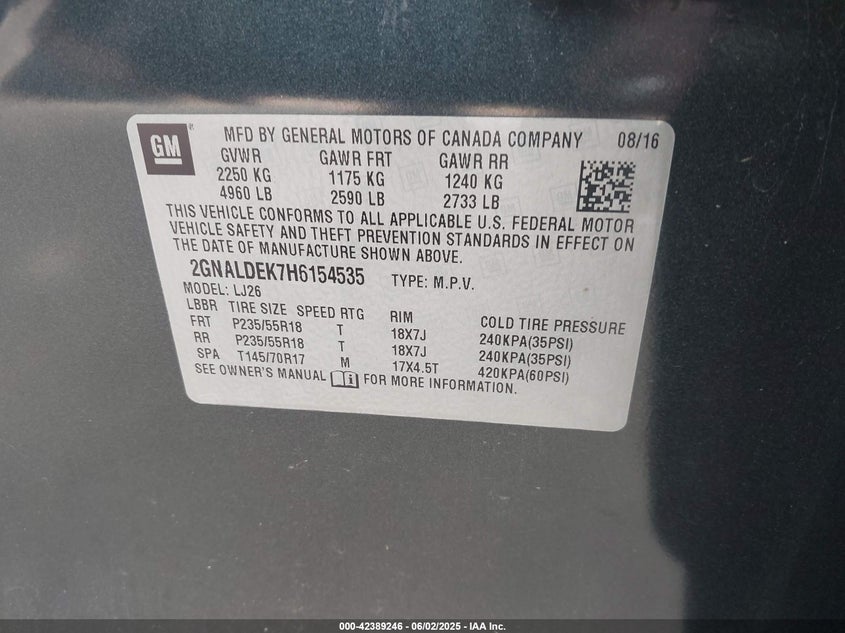 GM
MFD BY GENERAL MOTORS OF CANADA COMPANY 08/16
GVWR GAWR FRT GAWR RR
2250 KG 1175 KG 1240 KG
4960 LB 2590 LB 2733 LB
THIS VEHICLE CONFORMS TO ALL APPLICABLE U.S. FEDERAL MOTOR
VEHICLE SAFETY AND THEFT PREVENTION STANDARDS IN EFFECT ON
THE DATE OF MANUFACTURE SHOWN ABOVE.
2GNALDEK7H6154535 TYPE: M.P.V.
MODEL: LJ26
LBBR TIRE SIZE SPEED RTG RIM COLD TIRE PRESSURE
FRT P235/55R18 T 18X7J 240KPA(35PSI)
RR P235/55R18 T 18X7J 240KPA(35PSI)
SPA T145/70R17 M 17X4.5T 420KPA(60PSI)
SEE OWNER'S MANUAL FOR MORE INFORMATION.
000-42389246 - 06/02/2025 - IAA Inc.